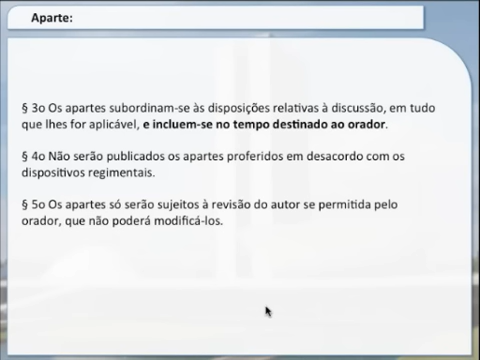 Aparte:
§ 3o Os apartes subordinam-se às disposições relativas à discussão, em tudo
que lhes for aplicável, e incluem-se no tempo destinado ao orador.
§ 4o Não serão publicados os apartes proferidos em desacordo com os
dispositivos regimentais.
§ 5o Os apartes só serão sujeitos à revisão do autor se permitida pelo
orador, que não poderá modificá-los.